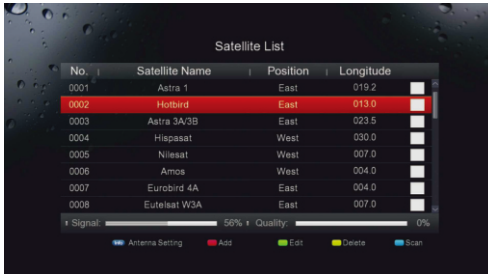 Satellite List
No. Satellite Name Position Longitude
0001 Astra 1 East 019.2
0002 Hotbird East 013.0
0003 Astra 3A/3B East 023.5
0004 Hispasat West 030.0
0005 Nilesat West 007.0
0006 Amos West 004.0
0007 Eurobird 4A East 004.0
0008 Eutelsat W3A East 007.0
Signal: 56% Quality: 0%
Antenna Setting Add Edit Delete Scan